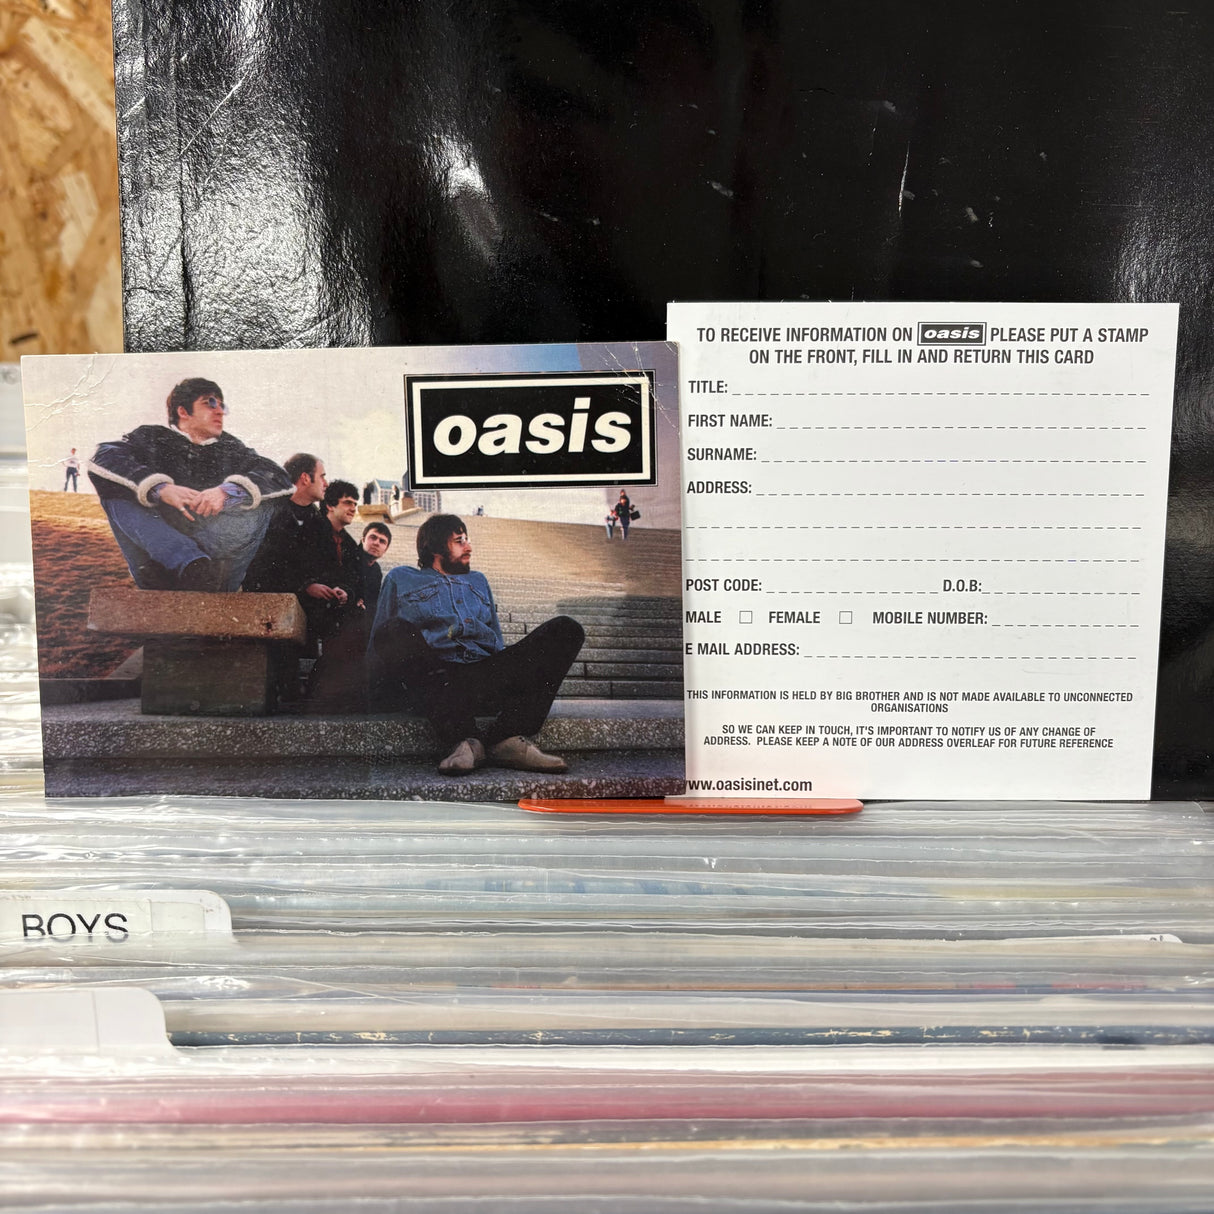 oasis
TO RECEIVE INFORMATION ON oasis PLEASE PUT A STAMP
ON THE FRONT, FILL IN AND RETURN THIS CARD
TITLE:
FIRST NAME:
SURNAME:
ADDRESS:
POST CODE: D.O.B:
MALE FEMALE MOBILE NUMBER:
E MAIL ADDRESS:
THIS INFORMATION IS HELD BY BIG BROTHER AND IS NOT MADE AVAILABLE TO UNCONNECTED
ORGANISATIONS
SO WE CAN KEEP IN TOUCH, IT'S IMPORTANT TO NOTIFY US OF ANY CHANGE OF
ADDRESS. PLEASE KEEP A NOTE OF OUR ADDRESS OVERLEAF FOR FUTURE REFERENCE
www.oasisinet.com
BOYS